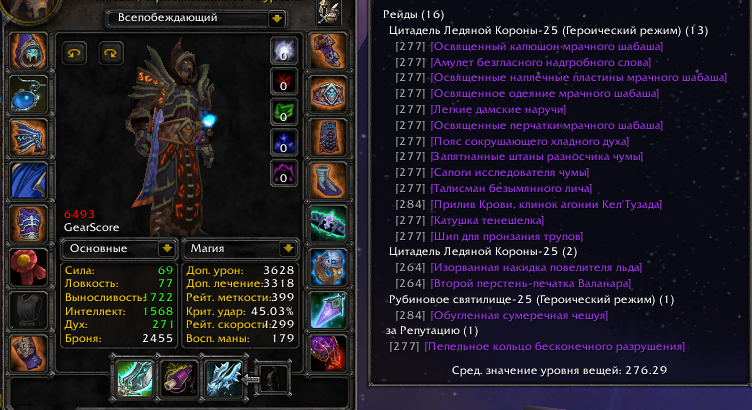 Всепобеждающий
0
0
0
0
0
6493
GearScore
Основные
Магия
Сила: 69
Ловкость: 77
Выносливость: 1722
Интеллект: 1568
Дух: 271
Броня: 2455
Доп. урон: 3628
Доп. лечение: 3318
Рейт. меткости: 399
Крит. удар: 45.03%
Рейт. скорости: 299
Восп. маны: 179
Рейды (16)
Цитадель Ледяной Короны-25 (Героический режим) (13)
[277] [Освященный капюшон мрачного шабаша]
[277] [Амулет безгласного надгробного слова]
[277] [Освященные наплечные пластины мрачного шабаша]
[277] [Освященное одеяние мрачного шабаша]
[277] [Легкие дамские наручи]
[277] [Освященные перчатки мрачного шабаша]
[277] [Пояс сокрушающего хладного духа]
[277] [Запятнанные штаны разносчика чумы]
[277] [Сапоги исследователя чумы]
[277] [Талисман безымянного лича]
[284] [Прилив Крови, клинок агонии Кел'Тузада]
[277] [Катушка тенешелка]
[277] [Шип для пронзания трупов]
Цитадель Ледяной Короны-25 (2)
[264] [Изорванная накидка повелителя льда]
[264] [Второй перстень-печатка Валанара]
Рубиновое святилище-25 (Героический режим) (1)
[284] [Обугленная сумеречная чешуя]
за Репутацию (1)
[277] [Пепельное кольцо бесконечного разрушения]
Сред. значение уровня вещей: 276.29